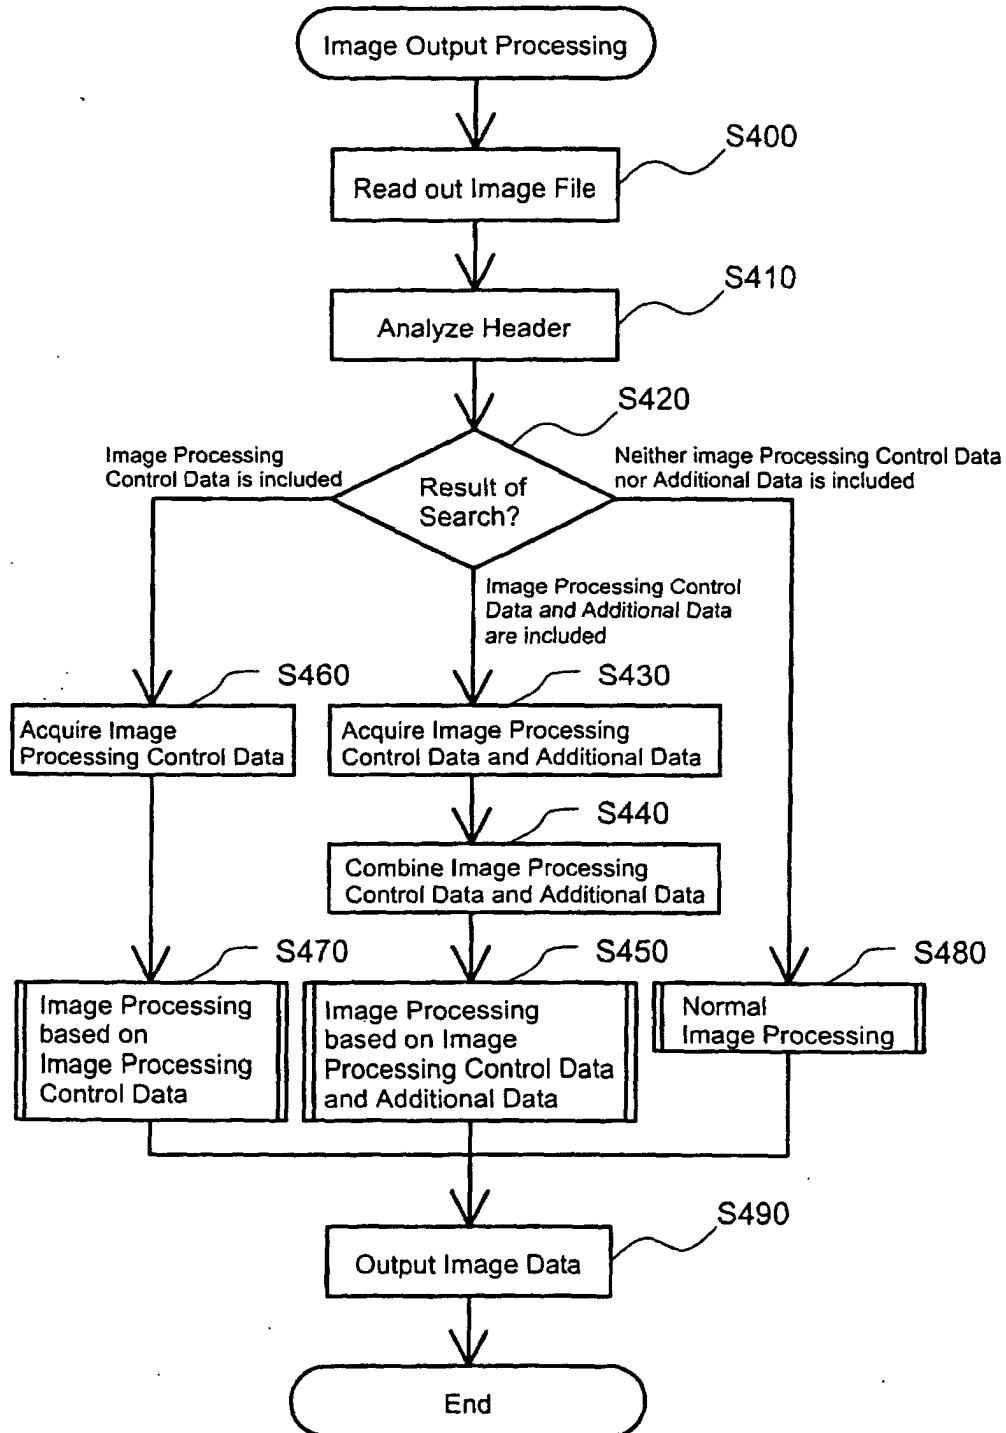 Image Output Processing
S400
Read out Image File
S410
Analyze Header
S420
Image Processing
Control Data is included
Neither image Processing Control Data
nor Additional Data is included
Result of
Search?
Image Processing Control
Data and Additional Data
are included
S460
S430
Acquire Image
Processing Control Data
Acquire Image Processing
Control Data and Additional Data
S440
Combine Image Processing
Control Data and Additional Data
S470
S450
S480
Image Processing
based on
Image Processing
Control Data
Image Processing
based on Image
Processing Control Data
and Additional Data
Normal
Image Processing
S490
Output Image Data
End